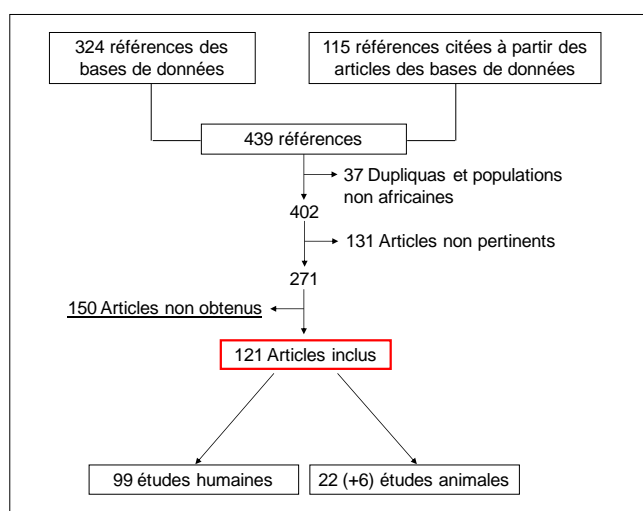 324 références des
bases de données
115 références citées à partir des
articles des bases de données
439 références
37 Dupliquas et populations
non africaines
402
131 Articles non pertinents
271
150 Articles non obtenus
121 Articles inclus
99 études humaines
22 (+6) études animales